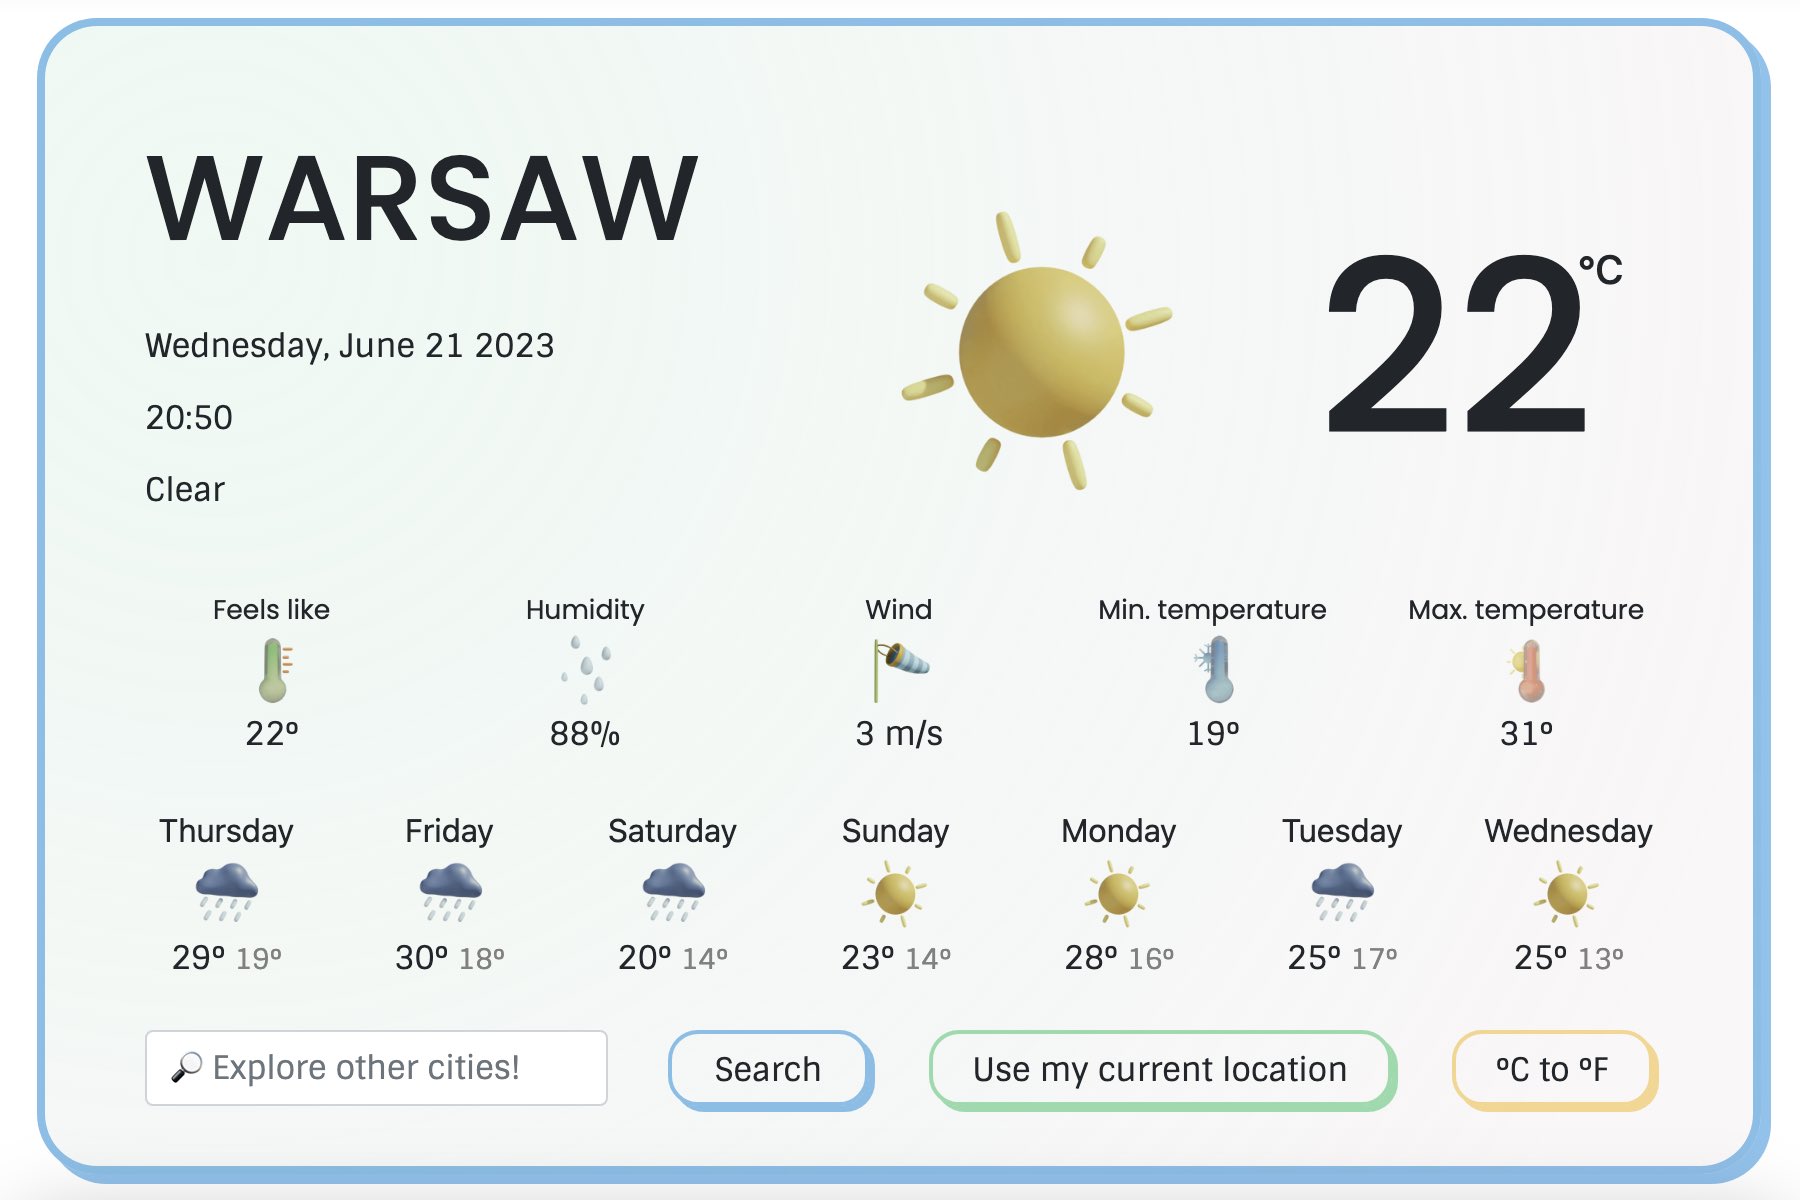 WARSAW
Wednesday, June 21 2023
20:50
Clear
22°C
Feels like
22º
Humidity
88%
Wind
3 m/s
Min. temperature
19º
Max. temperature
31º
Thursday
29º 19º
Friday
30º 18º
Saturday
20º 14º
Sunday
23º 14º
Monday
28º 16º
Tuesday
25º 17º
Wednesday
25º 13º
🔎 Explore other cities!
Search
Use my current location
ºC to ºF